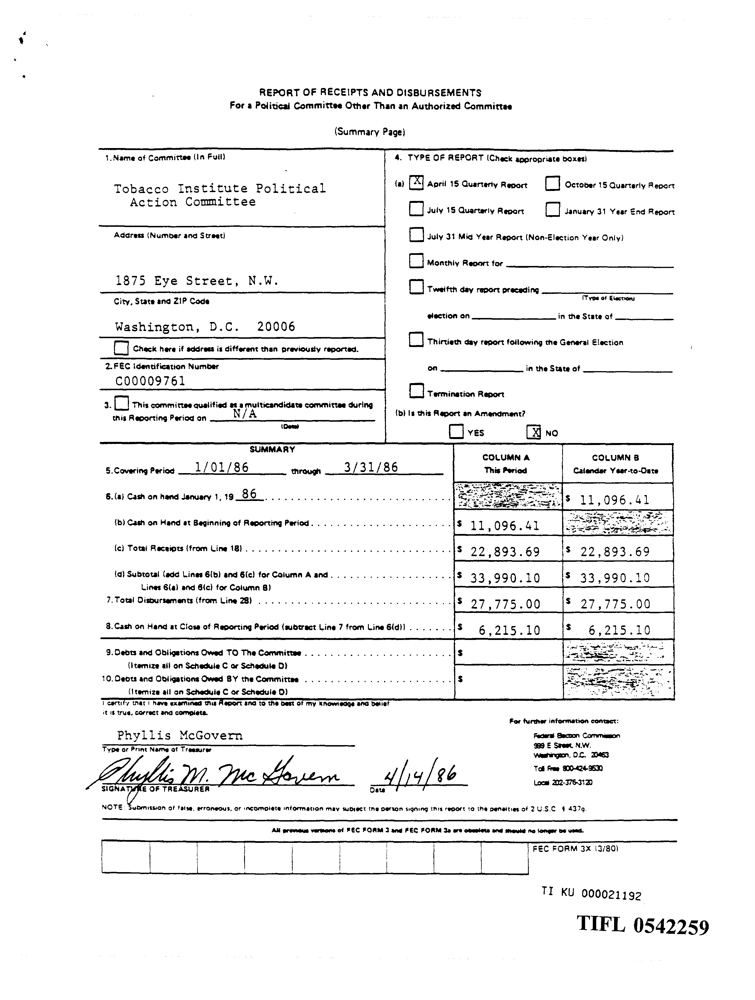 REPORT OF RECEIPTS AND DISBURSEMENTS
For a Political Committee Other Than an Authorized Committee
(Summary Page)
1. Name of Committee (In Full)
Tobacco Institute Political
Action Committee
Address (Number and Street)
1875 Eye Street, N.W.
City, State and ZIP Code
Washington, D.C. 20006
Check here if address is different than previously reported.
2. FEC Identification Number
C00009761
3. This committee qualified as a multicandidate committee during
this Reporting Period on N/A
(Date)
4. TYPE OF REPORT (Check appropriate boxes)
(a) X April 15 Quarterly Report October 15 Quarterly Report
July 15 Quarterly Report January 31 Year End Report
July 31 Mid Year Report (Non-Election Year Only)
Monthly Report for
Twelfth day report preceding
(Type of Election)
election on in the State of
Thirtieth day report following the General Election
on in the State of
Termination Report
(b) Is this Report an Amendment?
YES X NO
SUMMARY
COLUMN A COLUMN B
This Period Calendar Year-to-Date
5. Covering Period 1/01/86 through 3/31/86
6. (a) Cash on hand January 1, 19 86 $ 11,096.41
(b) Cash on Hand at Beginning of Reporting Period $ 11,096.41
(c) Total Receipts (from Line 18) $ 22,893.69 $ 22,893.69
(d) Subtotal (add Lines 6(b) and 6(c) for Column A and $ 33,990.10 $ 33,990.10
Lines 6(a) and 6(c) for Column B)
7. Total Disbursements (from Line 28) $ 27,775.00 $ 27,775.00
8. Cash on Hand at Close of Reporting Period (subtract Line 7 from Line 6(d)) $ 6,215.10 $ 6,215.10
9. Debts and Obligations Owed TO The Committee $
(Itemize all on Schedule C or Schedule D)
10. Debts and Obligations Owed BY the Committee $
(Itemize all on Schedule C or Schedule D)
I certify that I have examined this Report and to the best of my knowledge and belief
it is true, correct and complete.
Phyllis McGovern
Type or Print Name of Treasurer
Phyllis M. McGovern 4/14/86
SIGNATURE OF TREASURER Date
For further information contact:
Federal Election Commission
999 E Street, N.W.
Washington, D.C. 20463
Toll Free 800-424-9530
Local 202-376-3120
NOTE: Submission of false, erroneous, or incomplete information may subject the person signing this report to the penalties of 2 U.S.C. § 437g.
All previous versions of FEC FORM 3 and FEC FORM 3a are obsolete and should no longer be used.
FEC FORM 3X (3/80)
TI KU 000021192
TIFL 0542259